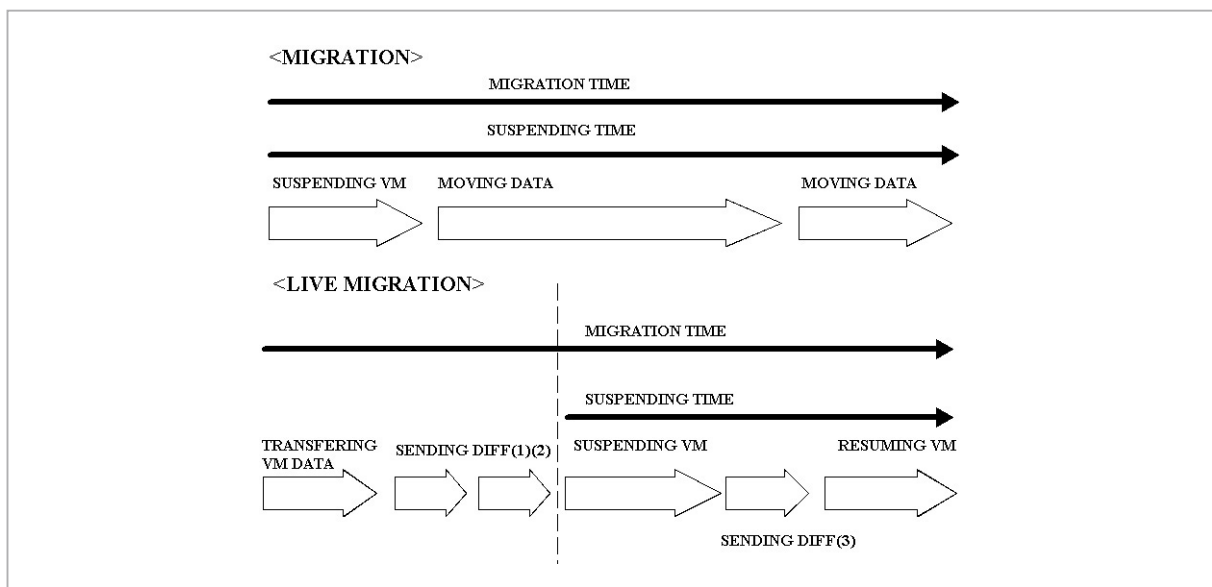 <MIGRATION>
MIGRATION TIME
SUSPENDING TIME
SUSPENDING VM
MOVING DATA
MOVING DATA
<LIVE MIGRATION>
MIGRATION TIME
SUSPENDING TIME
TRANSFERING
VM DATA
SENDING DIFF(1)(2)
SUSPENDING VM
RESUMING VM
SENDING DIFF(3)